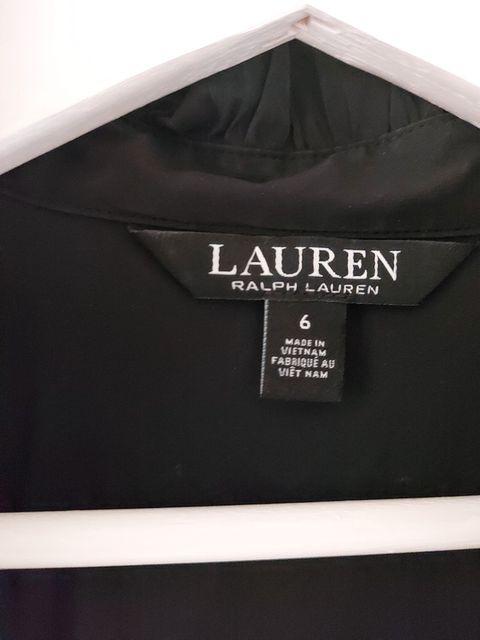 LAUREN
RALPH LAUREN
6
MADE IN
VIETNAM
FABRIQUÉ AU
VIÊT NAM